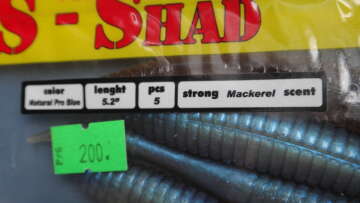 S-SHAD
color lenght pcs strong Mackerel scent
Natural Pro Blue 5.2" 5
200.